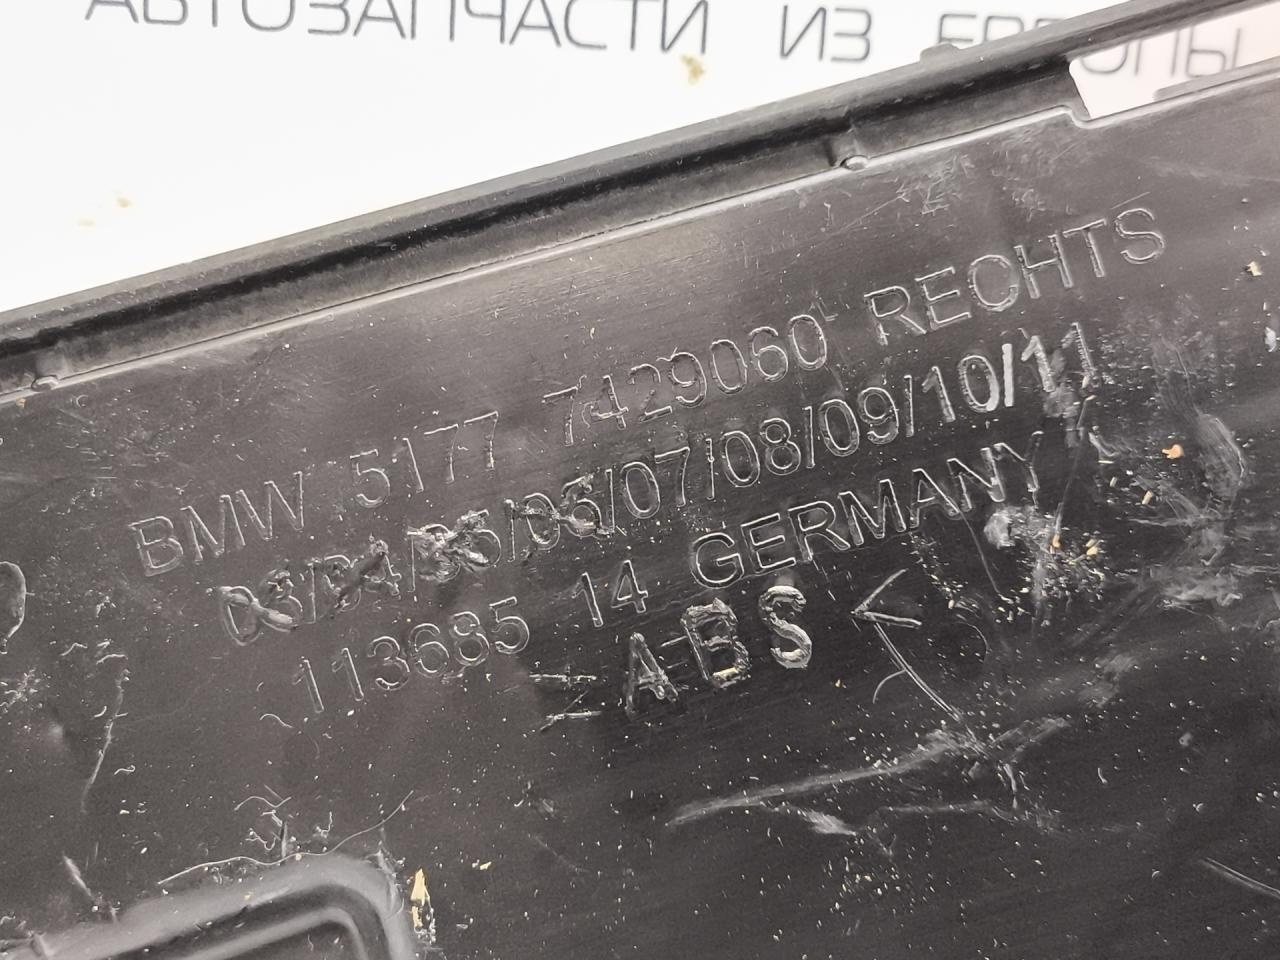 АВТОЗАПЧАСТИ ИЗ ЕВРОПЫ
BMW 5177 7429060 RECHTS
03/04/05/06/07/08/09/10/11
113685 14 GERMANY
>ABS<